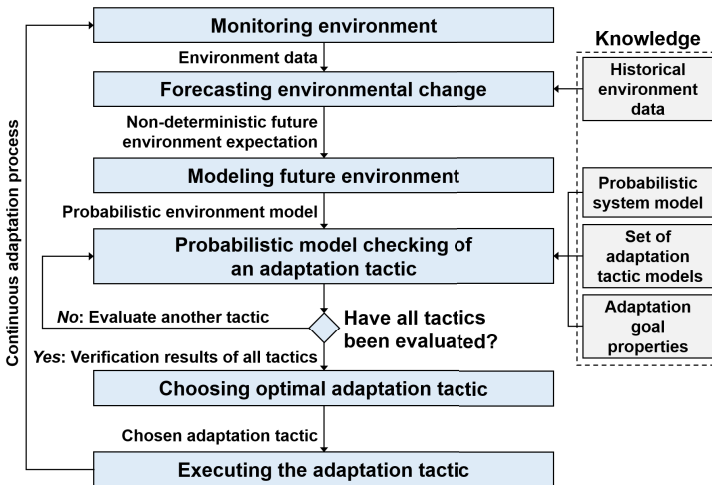 Monitoring environment
Environment data
Knowledge
Historical
environment
data
Forecasting environmental change
Non-deterministic future
environment expectation
Modeling future environment
Probabilistic environment model
Probabilistic
system model
Probabilistic model checking of
an adaptation tactic
Set of
adaptation
tactic models
Adaptation
goal
properties
No: Evaluate another tactic
Have all tactics
been evaluated?
Yes: Verification results of all tactics
Choosing optimal adaptation tactic
Chosen adaptation tactic
Executing the adaptation tactic
Continuous adaptation process